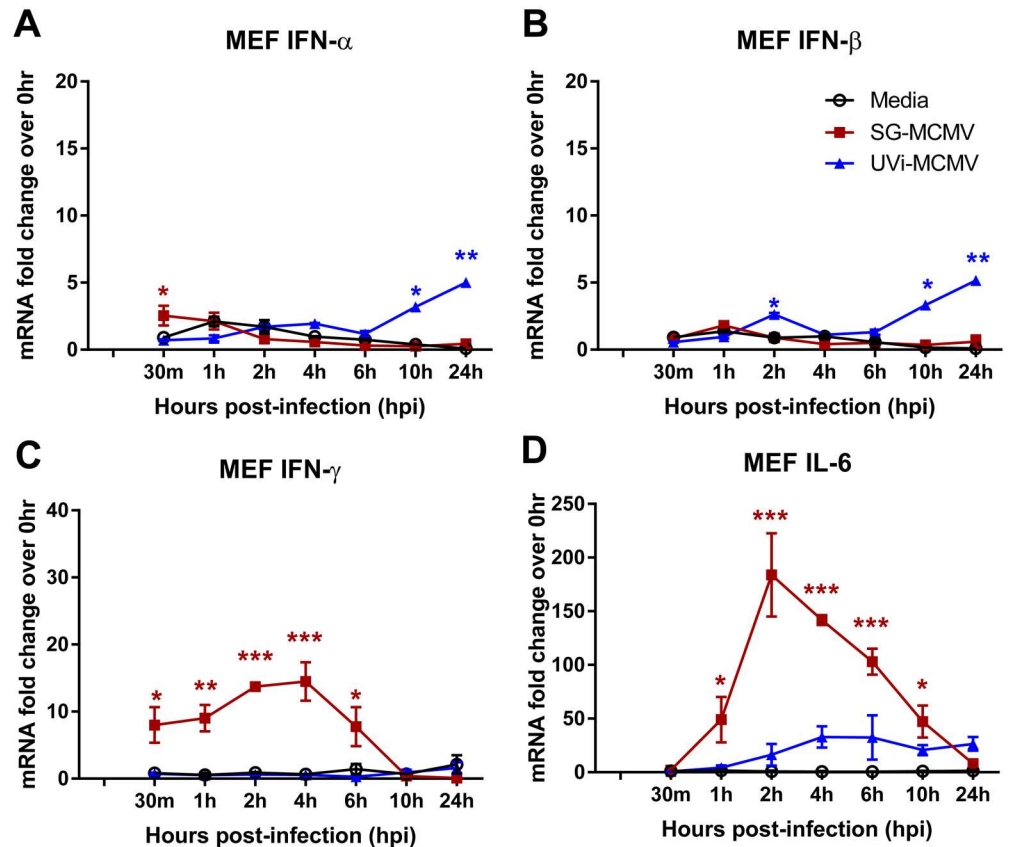 A
MEF IFN-α
mRNA fold change over 0hr
20
15
10
5
0
*
*
**
30m 1h 2h 4h 6h 10h 24h
Hours post-infection (hpi)
B
MEF IFN-β
mRNA fold change over 0hr
20
15
10
5
0
Media
SG-MCMV
UVi-MCMV
*
*
**
30m 1h 2h 4h 6h 10h 24h
Hours post-infection (hpi)
C
MEF IFN-γ
mRNA fold change over 0hr
40
30
20
10
0
*
**
***
***
*
30m 1h 2h 4h 6h 10h 24h
Hours post-infection (hpi)
D
MEF IL-6
mRNA fold change over 0hr
250
200
150
100
50
0
*
***
***
***
*
30m 1h 2h 4h 6h 10h 24h
Hours post-infection (hpi)